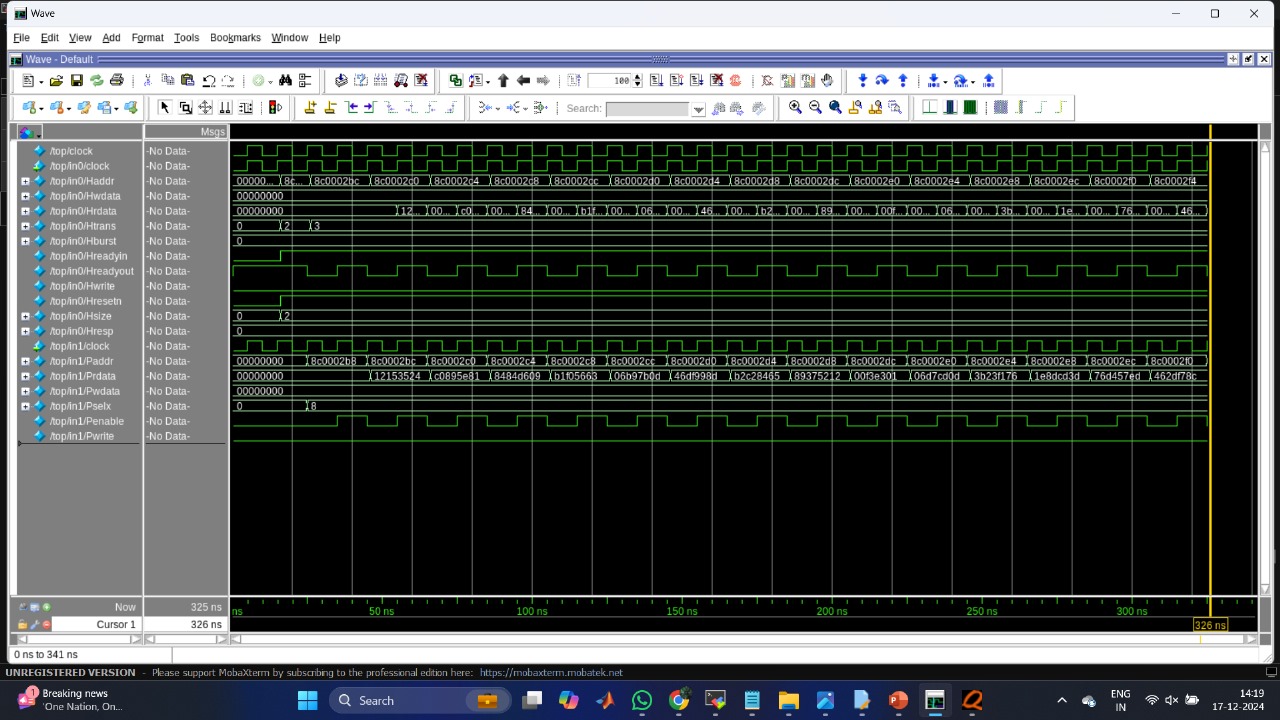 Wave
File Edit View Add Format Tools Bookmarks Window Help
Wave - Default
100
Search:
Msgs
/top/clock -No Data-
/top/in0/clock -No Data-
/top/in0/Haddr -No Data- 00000... 8c... 8c0002bc 8c0002c0 8c0002c4 8c0002c8 8c0002cc 8c0002d0 8c0002d4 8c0002d8 8c0002dc 8c0002e0 8c0002e4 8c0002e8 8c0002ec 8c0002f0 8c0002f4
/top/in0/Hwdata -No Data- 00000000
/top/in0/Hrdata -No Data- 00000000 12... 00... c0... 00... 84... 00... b1f... 00... 06... 00... 46... 00... b2... 00... 89... 00... 00f... 00... 06... 00... 3b... 00... 1e... 00... 76... 00... 46...
/top/in0/Htrans -No Data- 0 2 3
/top/in0/Hburst -No Data- 0
/top/in0/Hreadyin -No Data-
/top/in0/Hreadyout -No Data-
/top/in0/Hwrite -No Data-
/top/in0/Hresetn -No Data-
/top/in0/Hsize -No Data- 0 2
/top/in0/Hresp -No Data- 0
/top/in1/clock -No Data-
/top/in1/Paddr -No Data- 00000000 8c0002b8 8c0002bc 8c0002c0 8c0002c4 8c0002c8 8c0002cc 8c0002d0 8c0002d4 8c0002d8 8c0002dc 8c0002e0 8c0002e4 8c0002e8 8c0002ec 8c0002f0
/top/in1/Prdata -No Data- 00000000 12153524 c0895e81 8484d609 b1f05663 06b97b0d 46df998d b2c28465 89375212 00f3e301 06d7cd0d 3b23f176 1e8dcd3d 76d457ed 462df78c
/top/in1/Pwdata -No Data- 00000000
/top/in1/Pselx -No Data- 0 8
/top/in1/Penable -No Data-
/top/in1/Pwrite -No Data-
Now 325 ns ns 50 ns 100 ns 150 ns 200 ns 250 ns 300 ns
Cursor 1 326 ns 326 ns
0 ns to 341 ns
UNREGISTERED VERSION - Please support MobaXterm by subscribing to the professional edition here: https://mobaxterm.mobatek.net
1
Breaking news
'One Nation, On...
Search
ENG
IN
14:19
17-12-2024